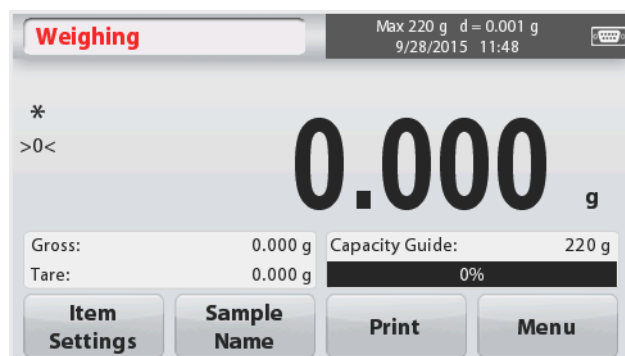 Weighing
Max 220 g d = 0.001 g
9/28/2015 11:48
*
>0<
0.000 g
Gross: 0.000 g
Tare: 0.000 g
Capacity Guide: 220 g
0%
Item
Settings
Sample
Name
Print
Menu